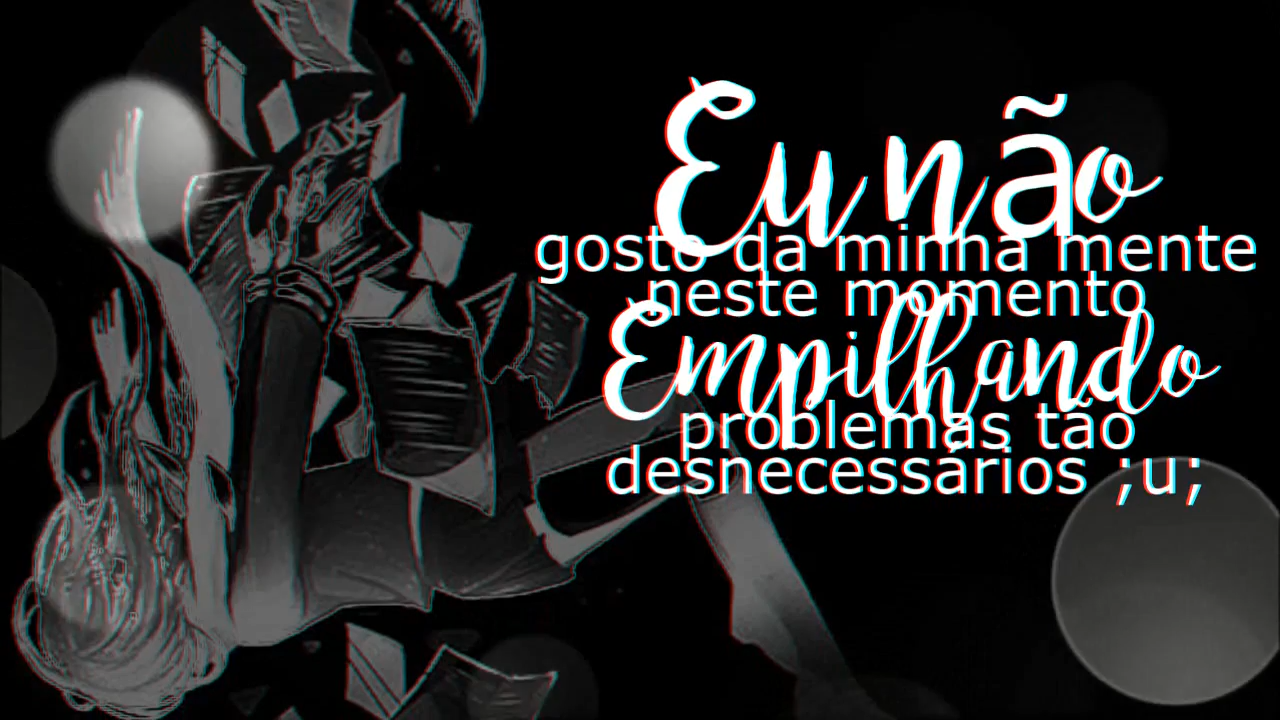 Eu não
gosto da minha mente
neste momento
Empilhando
problemas tão
desnecessários ;u;